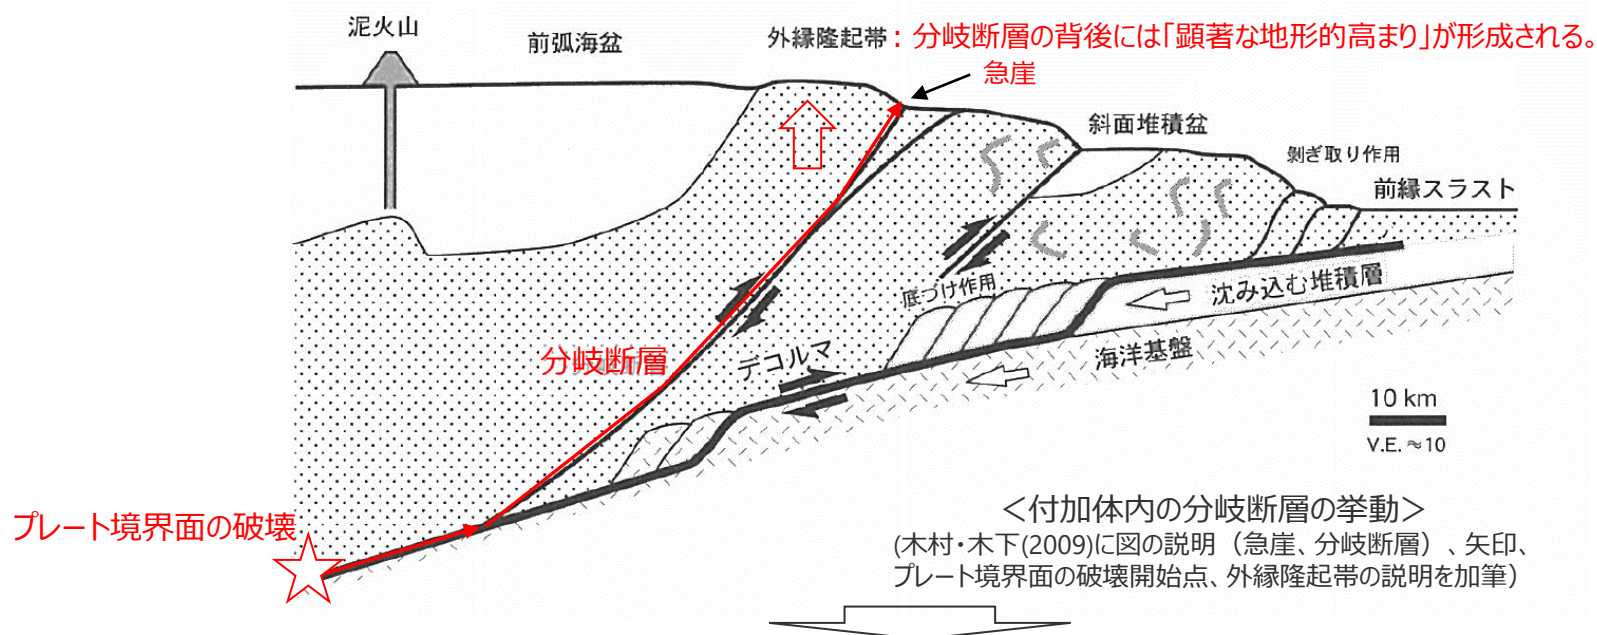 泥火山
前弧海盆
外縁隆起帯：分岐断層の背後には「顕著な地形的高まり」が形成される。
急崖
斜面堆積盆
剝ぎ取り作用
前縁スラスト
底づけ作用
沈み込む堆積層
分岐断層
デコルマ
海洋基盤
10 km
V.E. ≈10
プレート境界面の破壊
＜付加体内の分岐断層の挙動＞
(木村・木下(2009)に図の説明（急崖、分岐断層）、矢印、
プレート境界面の破壊開始点、外縁隆起帯の説明を加筆）